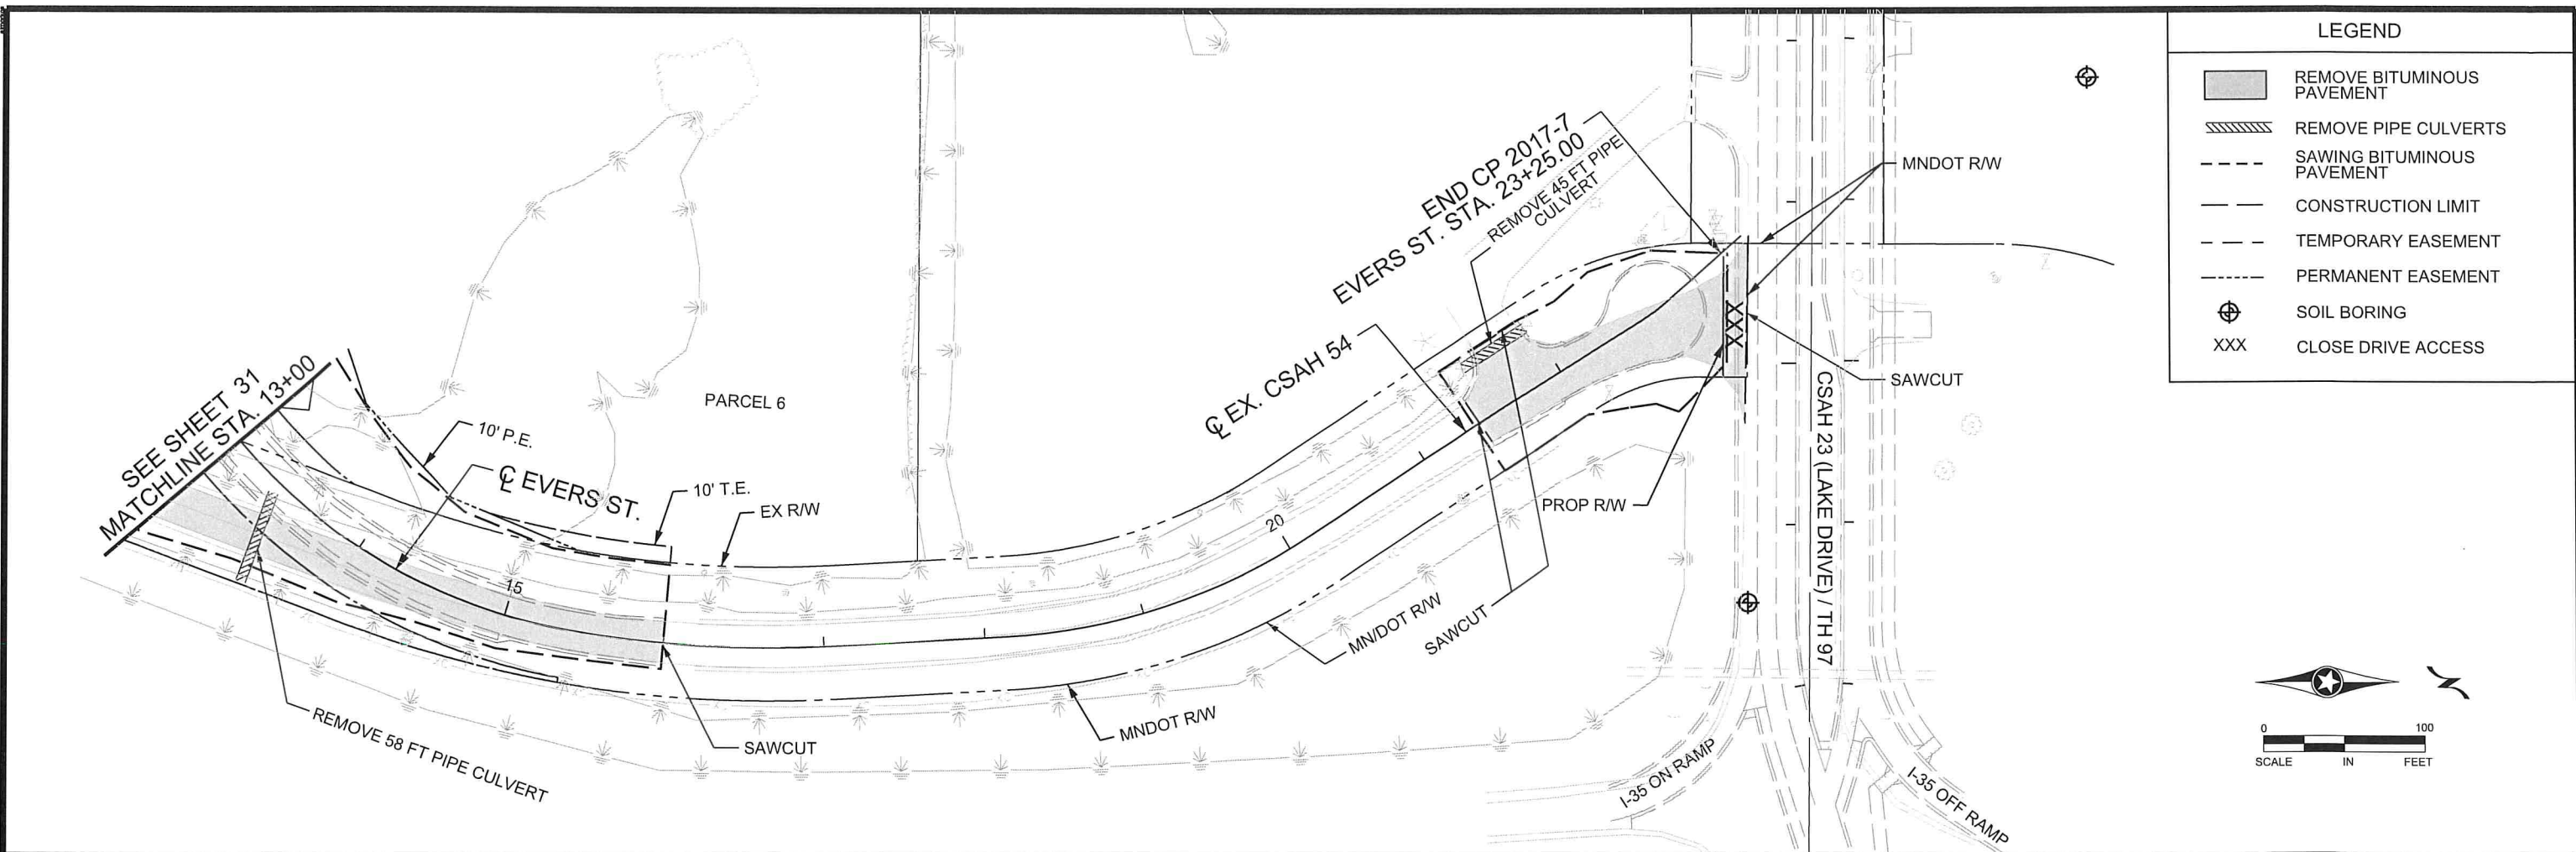 SEE SHEET 31
MATCHLINE STA. 13+00
10' P.E.
℄ EVERS ST.
10' T.E.
EX R/W
PARCEL 6
15
REMOVE 58 FT PIPE CULVERT
SAWCUT
MNDOT R/W
20
MN/DOT R/W
SAWCUT
℄ EX. CSAH 54
END CP 2017-7
EVERS ST. STA. 23+25.00
REMOVE 45 FT PIPE
CULVERT
MNDOT R/W
XXX
SAWCUT
PROP R/W
CSAH 23 (LAKE DRIVE) / TH 97
I-35 ON RAMP
I-35 OFF RAMP
LEGEND
REMOVE BITUMINOUS
PAVEMENT
REMOVE PIPE CULVERTS
SAWING BITUMINOUS
PAVEMENT
CONSTRUCTION LIMIT
TEMPORARY EASEMENT
PERMANENT EASEMENT
SOIL BORING
XXX CLOSE DRIVE ACCESS
Z
0 100
SCALE IN FEET